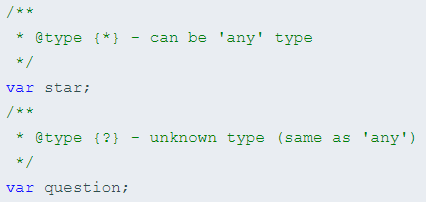 /**
 * @type {*} - can be 'any' type
 */
var star;
/**
 * @type {?} - unknown type (same as 'any')
 */
var question;